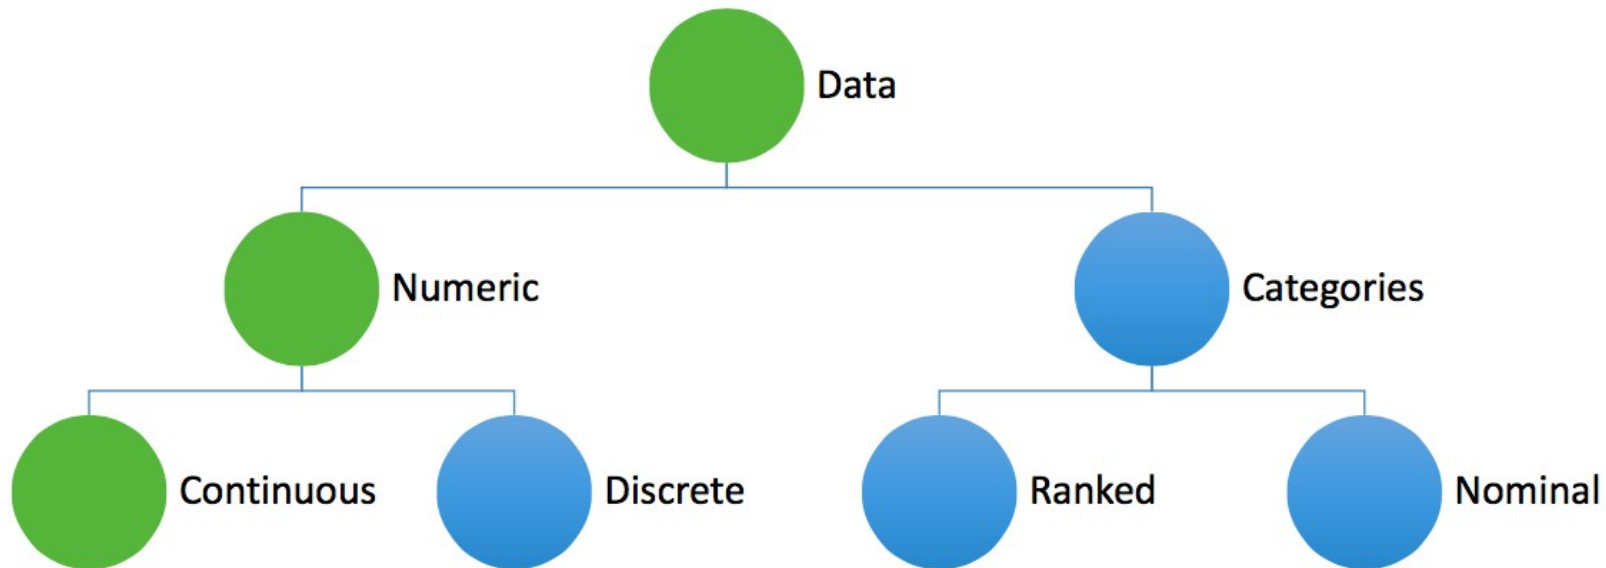 Data
Numeric
Categories
Continuous
Discrete
Ranked
Nominal